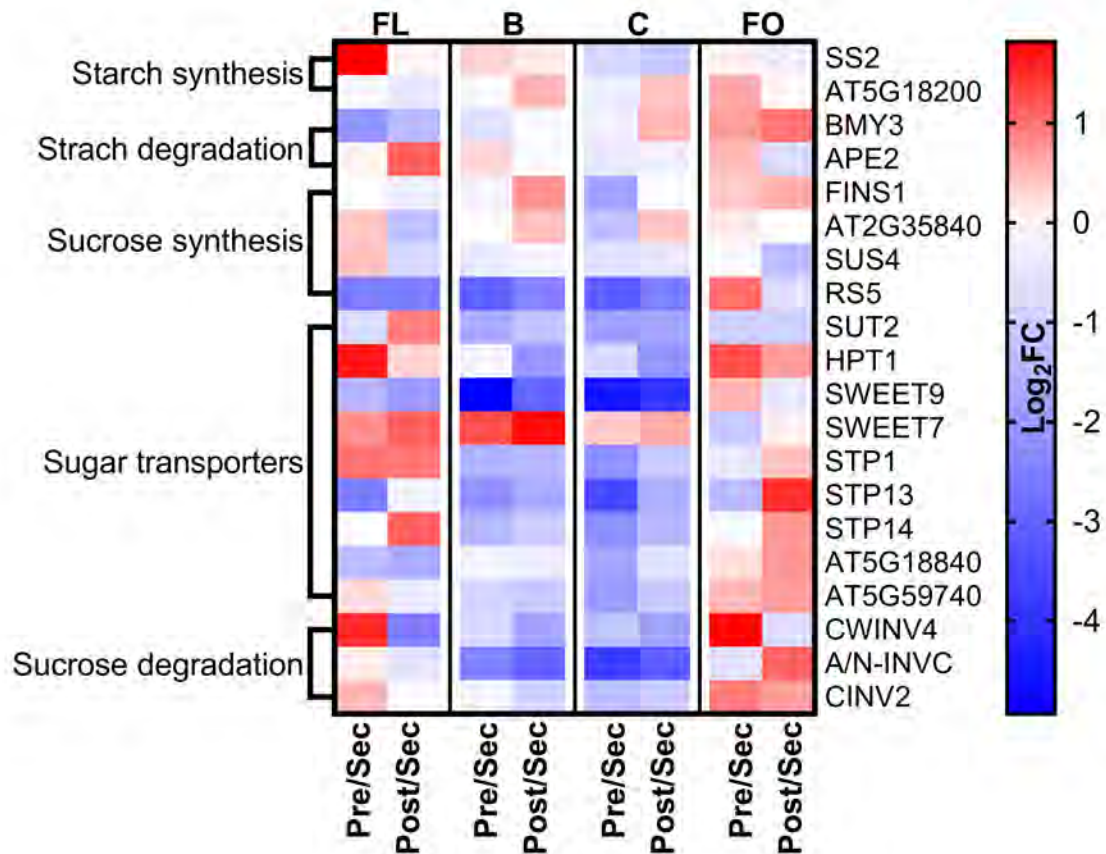 FL B C FO
Starch synthesis
Strach degradation
Sucrose synthesis
Sugar transporters
Sucrose degradation
SS2
AT5G18200
BMY3
APE2
FINS1
AT2G35840
SUS4
RS5
SUT2
HPT1
SWEET9
SWEET7
STP1
STP13
STP14
AT5G18840
AT5G59740
CWINV4
A/N-INVC
CINV2
Pre/Sec
Post/Sec
Pre/Sec
Post/Sec
Pre/Sec
Post/Sec
Pre/Sec
Post/Sec
1
0
-1
-2
-3
-4
Log₂FC